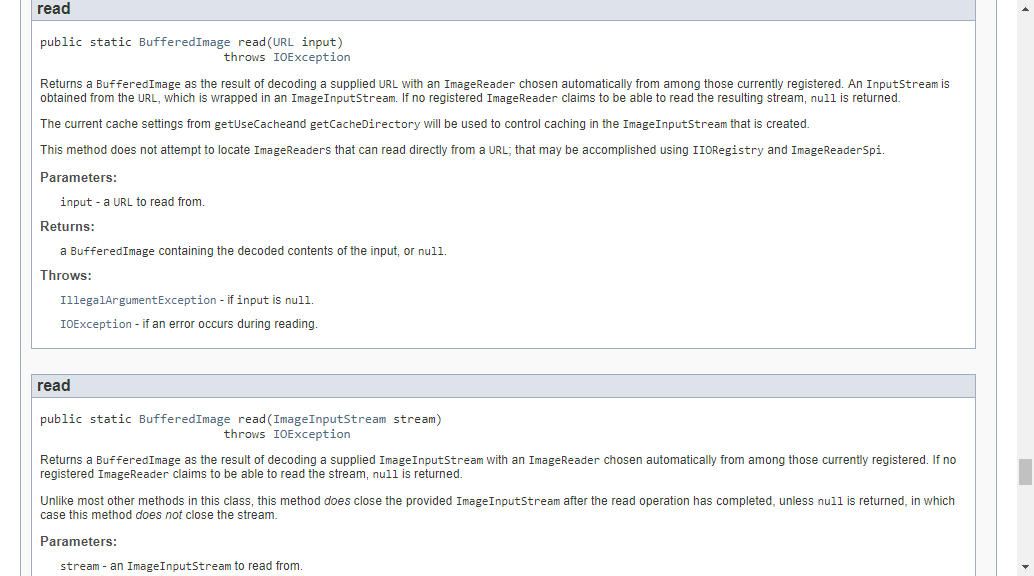 read
public static BufferedImage read(URL input)
throws IOException
Returns a BufferedImage as the result of decoding a supplied URL with an ImageReader chosen automatically from among those currently registered. An InputStream is
obtained from the URL, which is wrapped in an ImageInputStream. If no registered ImageReader claims to be able to read the resulting stream, null is returned.
The current cache settings from getUseCacheand getCacheDirectory will be used to control caching in the ImageInputStream that is created.
This method does not attempt to locate ImageReaders that can read directly from a URL; that may be accomplished using IIORegistry and ImageReaderSpi.
Parameters:
input - a URL to read from.
Returns:
a BufferedImage containing the decoded contents of the input, or null.
Throws:
IllegalArgumentException - if input is null.
IOException - if an error occurs during reading.
read
public static BufferedImage read(ImageInputStream stream)
throws IOException
Returns a BufferedImage as the result of decoding a supplied ImageInputStream with an ImageReader chosen automatically from among those currently registered. If no
registered ImageReader claims to be able to read the stream, null is returned.
Unlike most other methods in this class, this method does close the provided ImageInputStream after the read operation has completed, unless null is returned, in which
case this method does not close the stream.
Parameters:
stream - an ImageInputStream to read from.